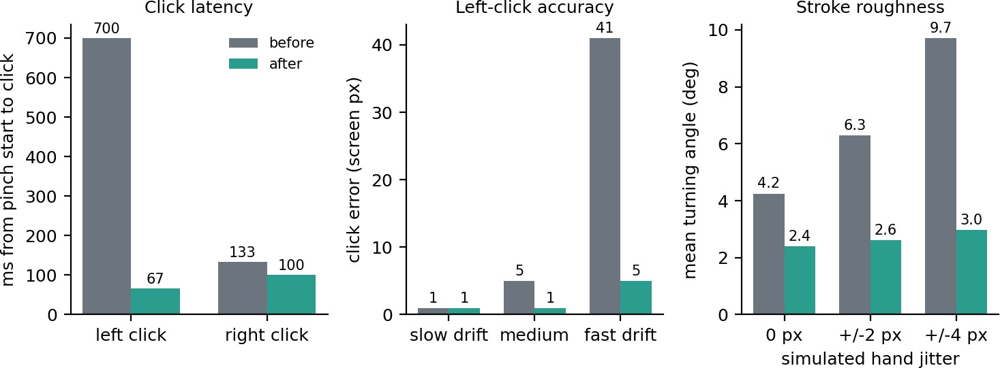 Click latency
ms from pinch start to click
700
600
500
400
300
200
100
0
700
67
133
100
before
after
left click
right click
Left-click accuracy
click error (screen px)
40
30
20
10
0
1
1
5
1
41
5
slow drift
medium
fast drift
Stroke roughness
mean turning angle (deg)
10
8
6
4
2
0
4.2
2.4
6.3
2.6
9.7
3.0
0 px
+/-2 px
+/-4 px
simulated hand jitter